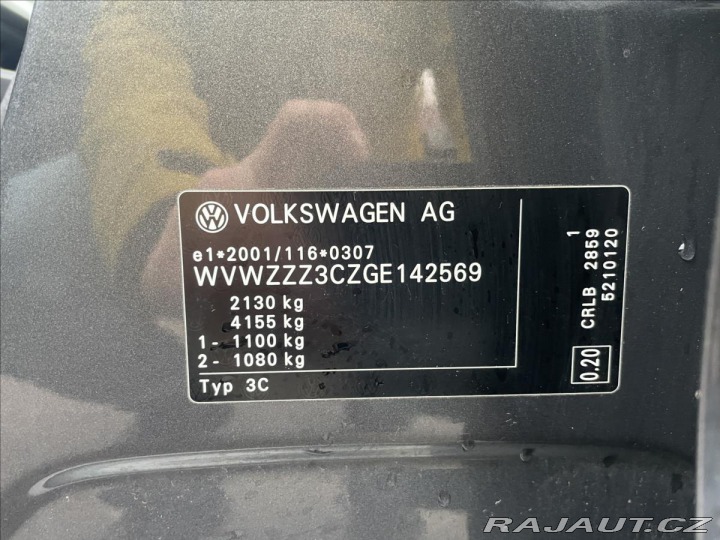 VOLKSWAGEN AG
e1*2001/116*0307
WVWZZZ3CZGE142569
2130 kg
4155 kg
1- 1100 kg
2- 1080 kg
Typ 3C
1
CRLB 2859
5210120
0.20
RAJAUT.CZ